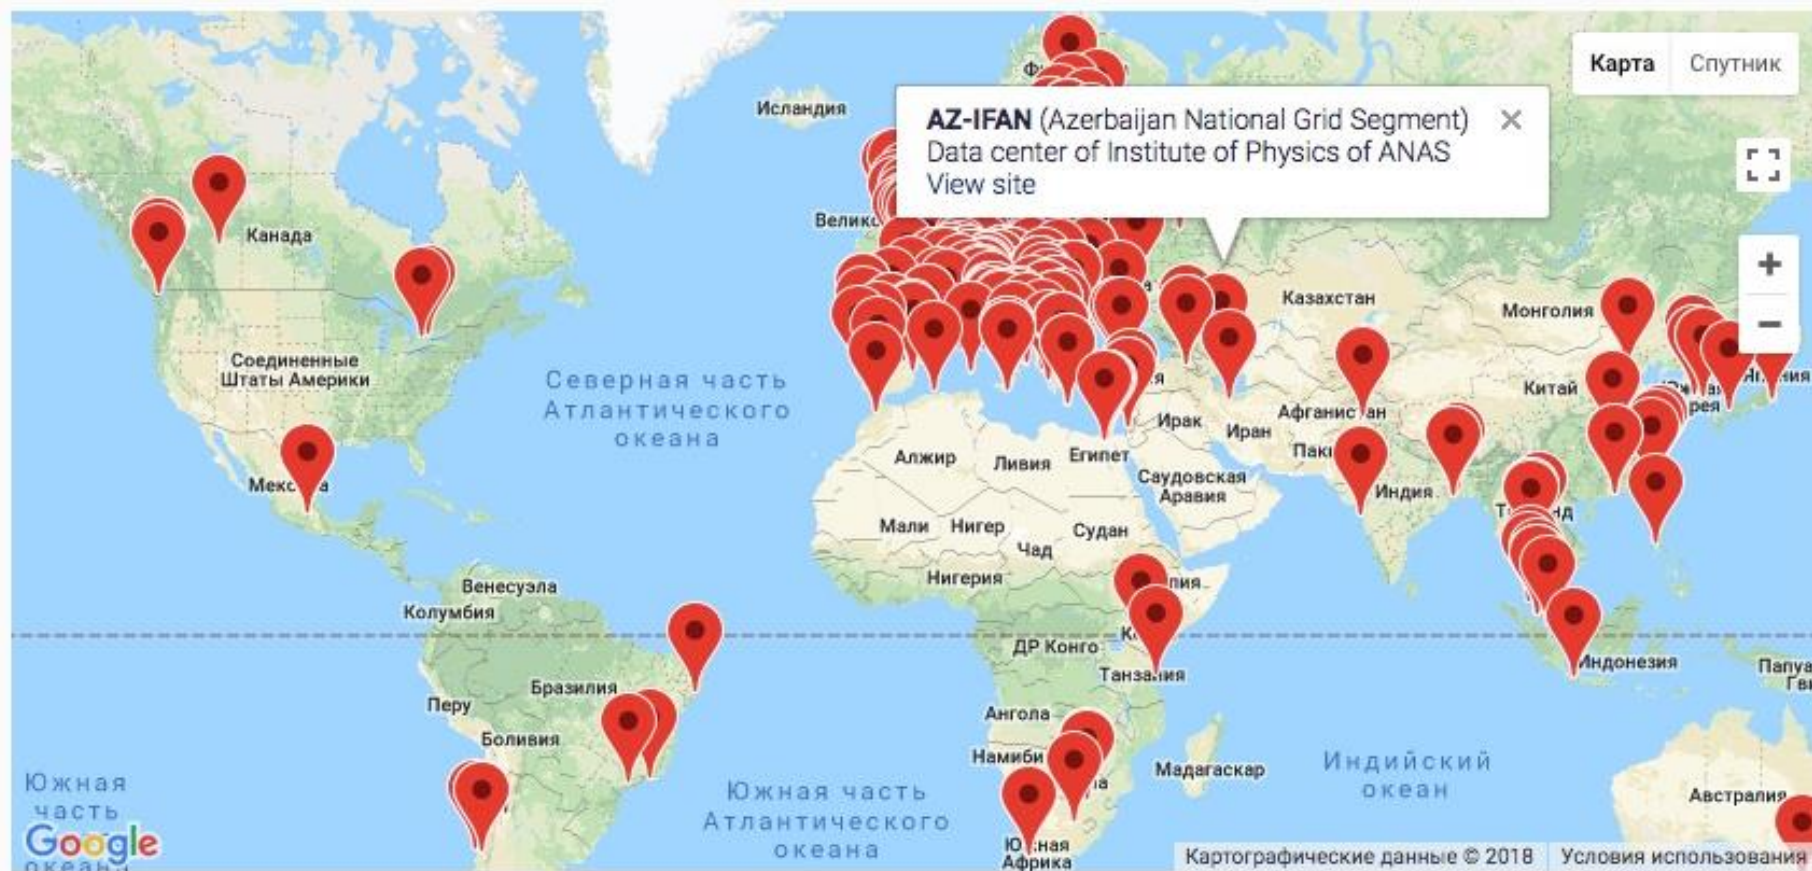 Исландия
Карта
Спутник
AZ-IFAN (Azerbaijan National Grid Segment)
Data center of Institute of Physics of ANAS
View site
Канада
Казахстан
Монголия
Соединенные
Штаты Америки
Северная часть
Атлантического
океана
Китай
Ирак
Афганистан
Иран
Алжир
Ливия
Египет
Саудовская
Аравия
Индия
Мали
Нигер
Чад
Судан
Нигерия
Венесуэла
Колумбия
ДР Конго
Танзания
Индонезия
Бразилия
Перу
Ангола
Боливия
Мадагаскар
Индийский
океан
Южная
часть
Южная часть
Атлантического
океана
Австралия
Google
Африка
Картографические данные © 2018
Условия использования